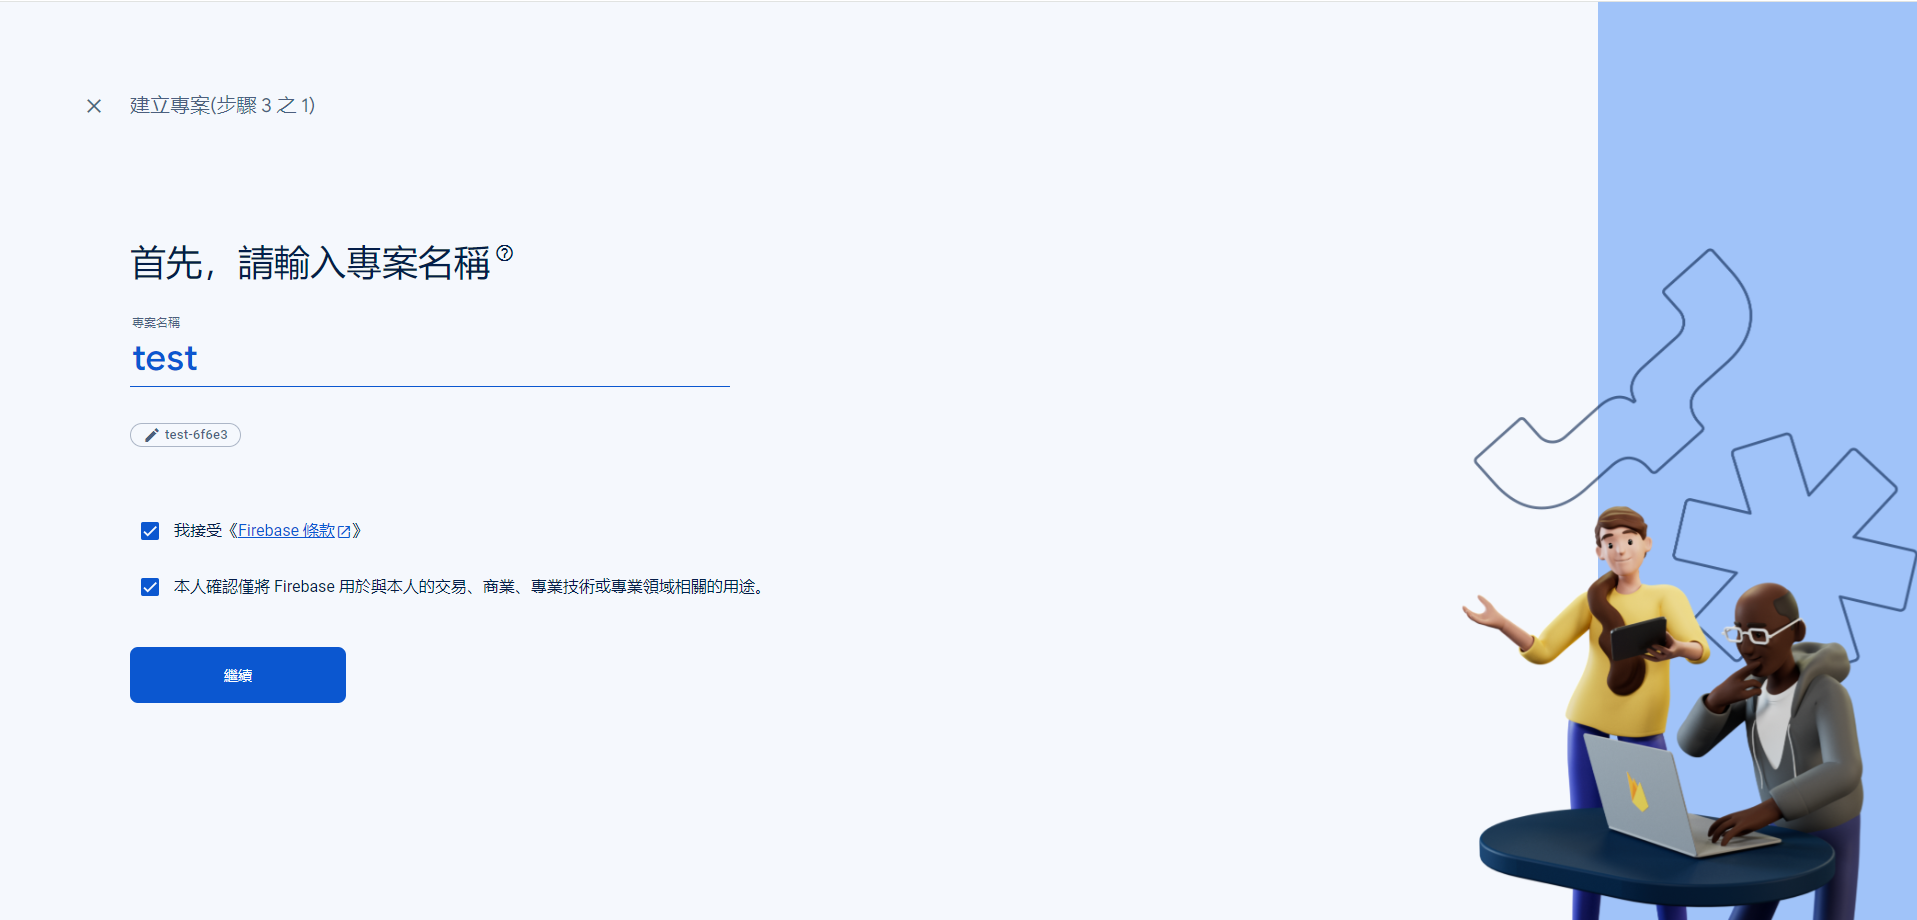 建立專案(步驟 3 之 1)
首先，請輸入專案名稱
專案名稱
test
test-6f6e3
我接受《Firebase 條款》
本人確認僅將 Firebase 用於與本人的交易、商業、專業技術或專業領域相關的用途。
繼續